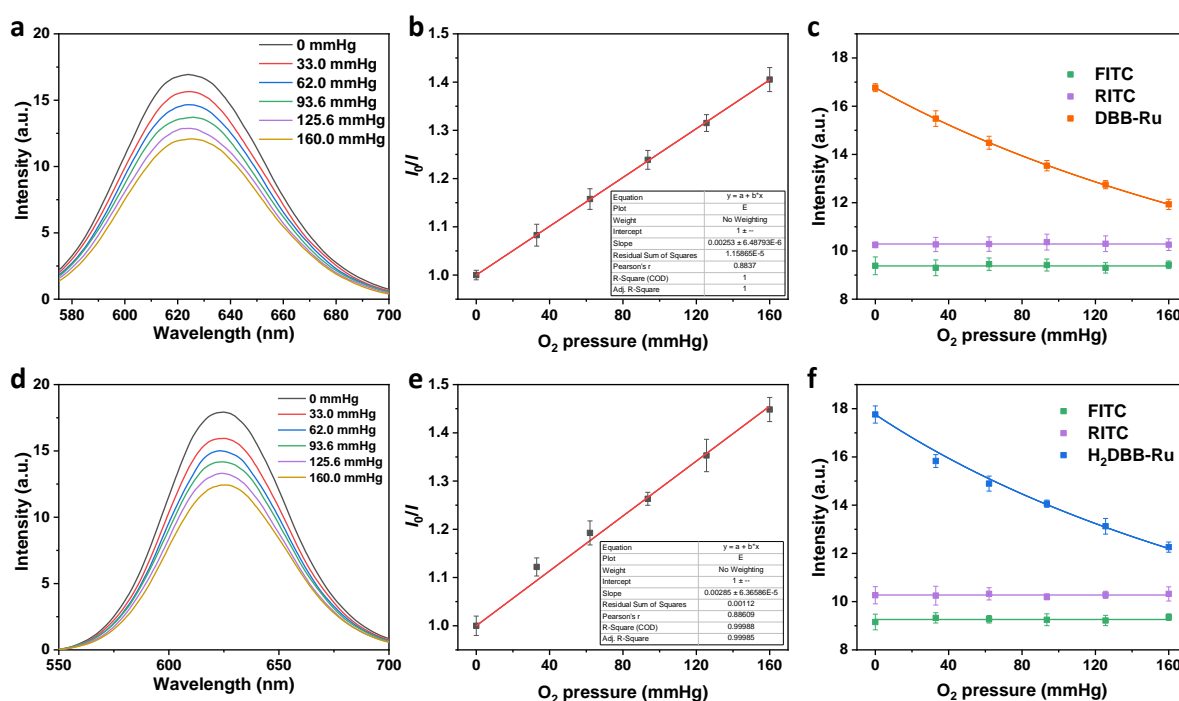 a
Intensity (a.u.)
20
15
10
5
0
580 600 620 640 660 680 700
Wavelength (nm)
0 mmHg
33.0 mmHg
62.0 mmHg
93.6 mmHg
125.6 mmHg
160.0 mmHg
b
I₀/I
1.5
1.4
1.3
1.2
1.1
1.0
0 40 80 120 160
O₂ pressure (mmHg)
Equation y = a + b*x
Plot E
Weight No Weighting
Intercept 1 ± --
Slope 0.00253 ± 6.48793E-6
Residual Sum of Squares 1.15865E-5
Pearson's r 0.8837
R-Square (COD) 1
Adj. R-Square 1
c
Intensity (a.u.)
18
16
14
12
10
8
0 40 80 120 160
O₂ pressure (mmHg)
FITC
RITC
DBB-Ru
d
Intensity (a.u.)
20
15
10
5
0
550 600 650 700
Wavelength (nm)
0 mmHg
33.0 mmHg
62.0 mmHg
93.6 mmHg
125.6 mmHg
160.0 mmHg
e
I₀/I
1.5
1.4
1.3
1.2
1.1
1.0
0 40 80 120 160
O₂ pressure (mmHg)
Equation y = a + b*x
Plot E
Weight No Weighting
Intercept 1 ± --
Slope 0.00285 ± 6.36586E-5
Residual Sum of Squares 0.00112
Pearson's r 0.88609
R-Square (COD) 0.99988
Adj. R-Square 0.99985
f
Intensity (a.u.)
18
16
14
12
10
8
0 40 80 120 160
O₂ pressure (mmHg)
FITC
RITC
H₂DBB-Ru